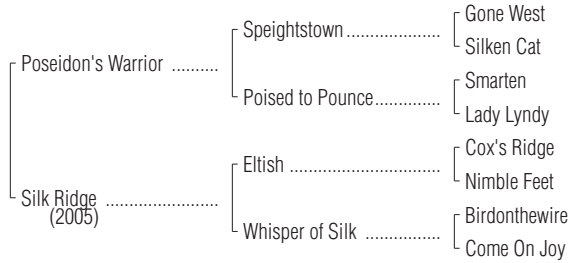 Gone West
Speightstown ....................
Silken Cat
Poseidon's Warrior ..........
Smarten
Poised to Pounce..............
Lady Lyndy
Cox's Ridge
Eltish ................................
Nimble Feet
Silk Ridge ........................
(2005)
Birdonthewire
Whisper of Silk ................
Come On Joy